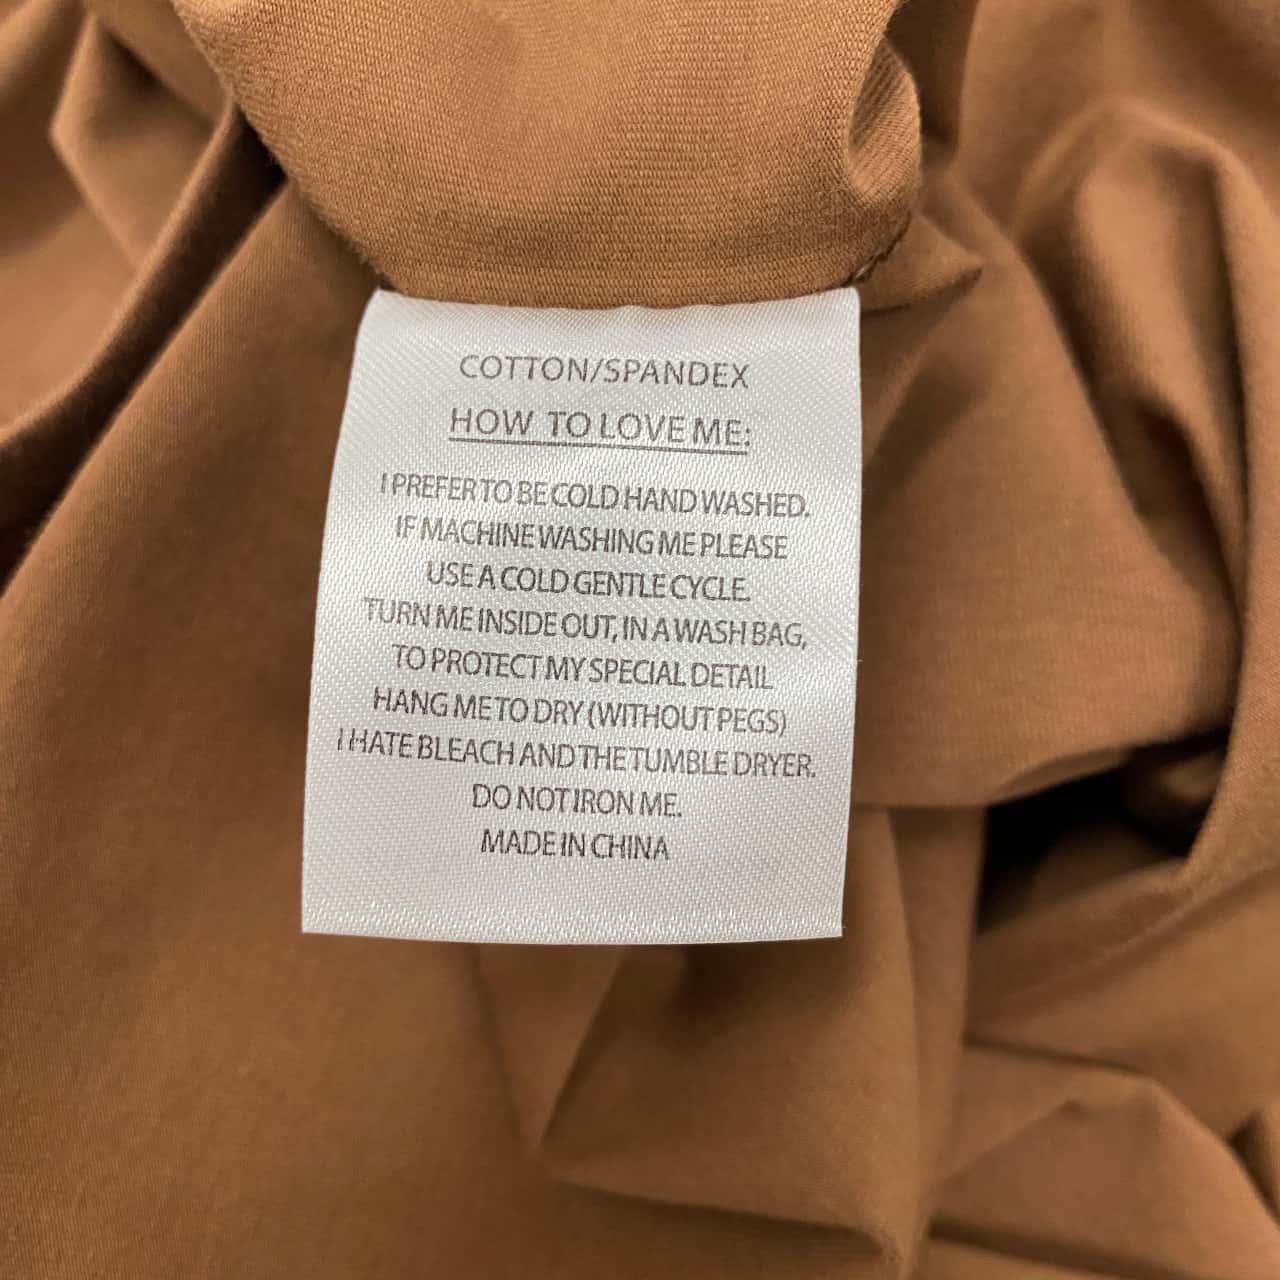 COTTON/SPANDEX
HOW TO LOVE ME:
I PREFER TO BE COLD HAND WASHED.
IF MACHINE WASHING ME PLEASE
USE A COLD GENTLE CYCLE.
TURN ME INSIDE OUT, IN A WASH BAG,
TO PROTECT MY SPECIAL DETAIL
HANG ME TO DRY (WITHOUT PEGS)
I HATE BLEACH AND THE TUMBLE DRYER.
DO NOT IRON ME.
MADE IN CHINA